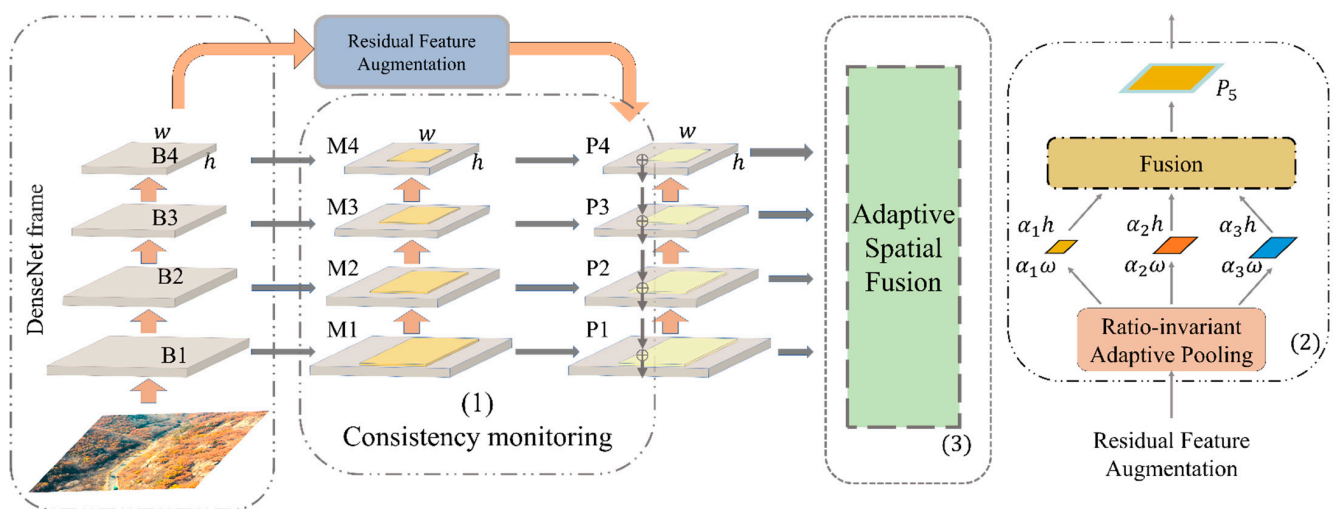 DenseNet frame
Residual Feature
Augmentation
w
h
B4
B3
B2
B1
M4
w
M3
M2
M1
(1)
Consistency monitoring
P4
w
h
P3
P2
P1
Adaptive
Spatial
Fusion
(3)
P₅
Fusion
α₁h
α₁ω
α₂h
α₂ω
α₃h
α₃ω
Ratio-invariant
Adaptive Pooling
(2)
Residual Feature
Augmentation